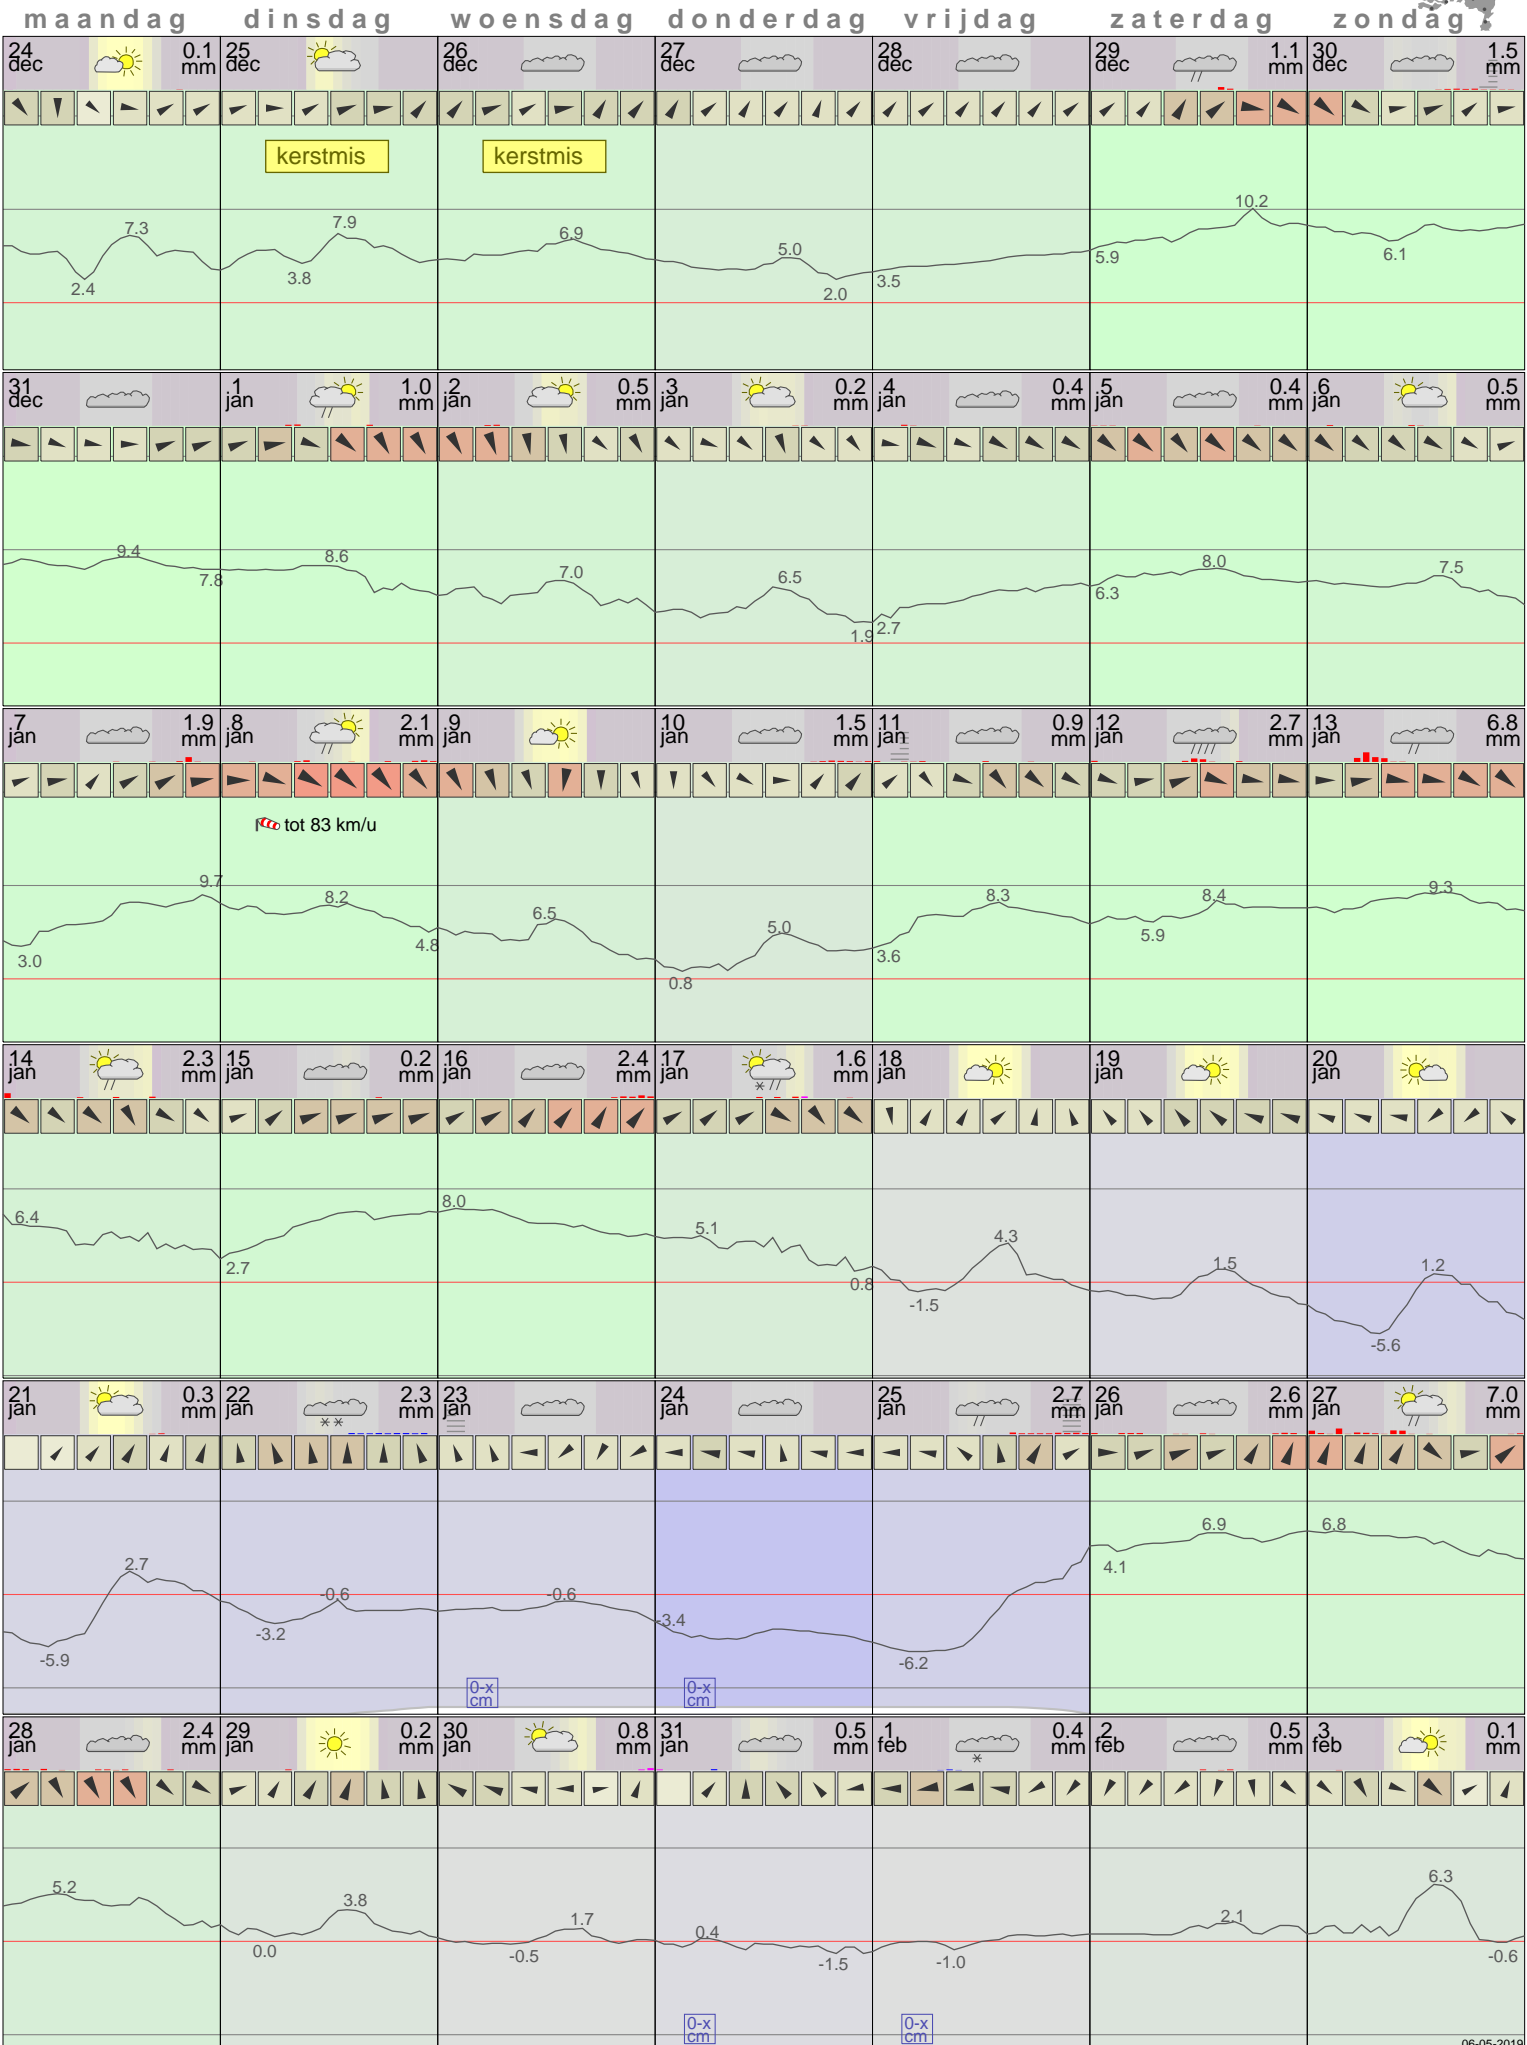 maandag dinsdag woensdag donderdag vrijdag zaterdag zondag
24 dec 0.1 mm 25 dec 26 dec 27 dec 28 dec 29 dec 1.1 mm 30 dec 1.5 mm
kerstmis kerstmis
7.3 2.4 7.9 3.8 6.9 5.0 2.0 3.5 5.9 10.2 6.1
31 dec 1 jan 1.0 mm 2 jan 0.5 mm 3 jan 0.2 mm 4 jan 0.4 mm 5 jan 0.4 mm 6 jan 0.5 mm
9.4 7.8 8.6 7.0 6.5 1.9 2.7 6.3 8.0 7.5
7 jan 1.9 mm 8 jan 2.1 mm 9 jan 10 jan 1.5 mm 11 jan 0.9 mm 12 jan 2.7 mm 13 jan 6.8 mm
tot 83 km/u
3.0 9.7 8.2 4.8 6.5 0.8 5.0 3.6 8.3 5.9 8.4 9.3
14 jan 2.3 mm 15 jan 0.2 mm 16 jan 2.4 mm 17 jan 1.6 mm 18 jan 19 jan 20 jan
6.4 2.7 8.0 5.1 0.8 -1.5 4.3 1.5 -5.6 1.2
21 jan 0.3 mm 22 jan 2.3 mm 23 jan 24 jan 25 jan 2.7 mm 26 jan 2.6 mm 27 jan 7.0 mm
-5.9 2.7 -3.2 -0.6 -0.6 -3.4 -6.2 4.1 6.9 6.8
0-x cm 0-x cm
28 jan 2.4 mm 29 jan 0.2 mm 30 jan 0.8 mm 31 jan 0.5 mm 1 feb 0.4 mm 2 feb 0.5 mm 3 feb 0.1 mm
5.2 0.0 3.8 -0.5 1.7 0.4 -1.5 -1.0 2.1 6.3 -0.6
0-x cm 0-x cm
06-05-2019